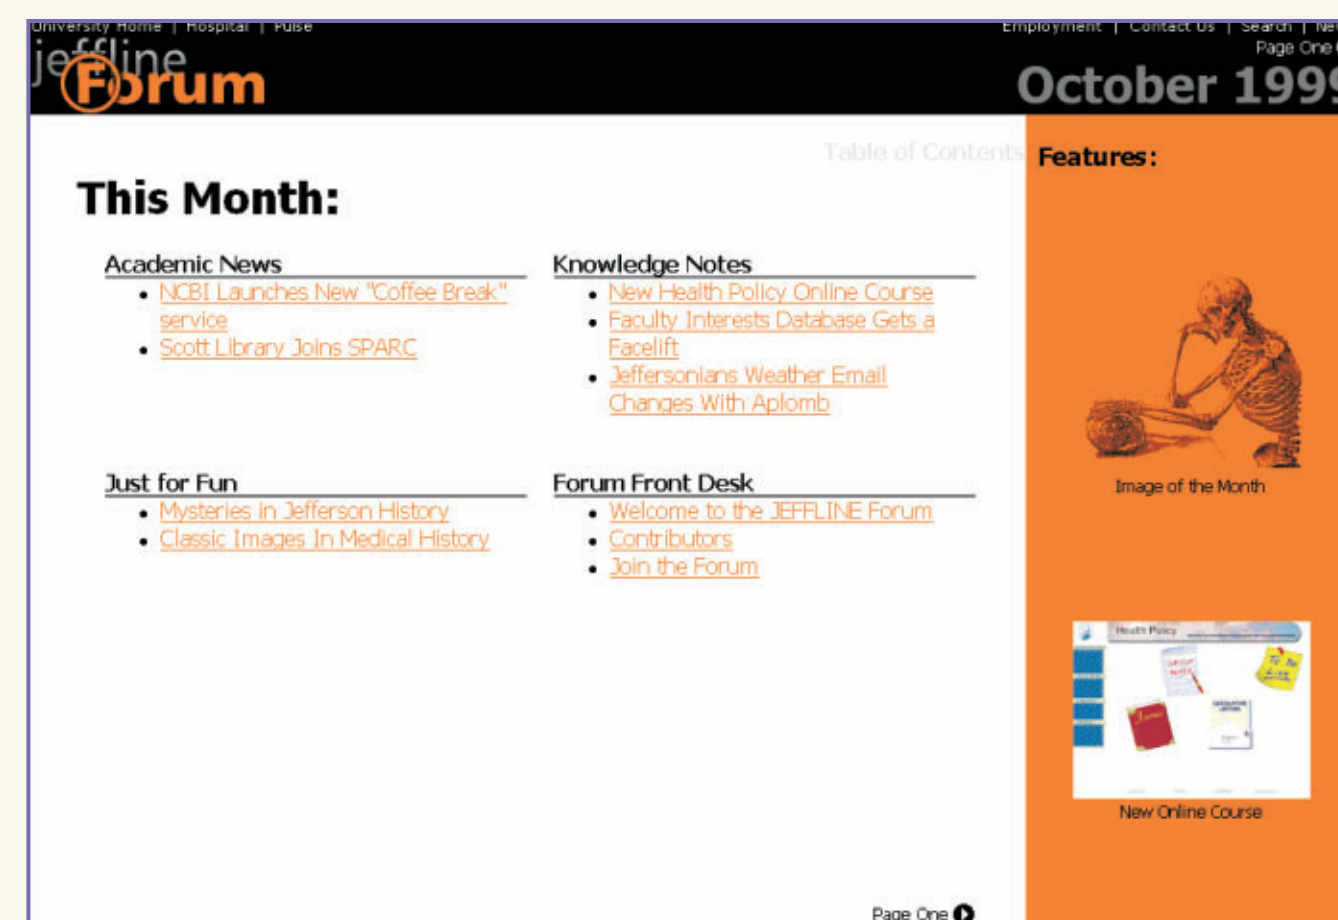 University Home | Hospital | Pulse
Employment | Contact Us | Search |
jeffline
Forum
Page One
October 1999
Table of Contents
Features:
This Month:
Academic News
• NCBI Launches New "Coffee Break"
service
• Scott Library Joins SPARC
Knowledge Notes
• New Health Policy Online Course
• Faculty Interests Database Gets a
Facelift
• Jeffersonians Weather Email
Changes With Aplomb
Just for Fun
• Mysteries in Jefferson History
• Classic Images In Medical History
Forum Front Desk
• Welcome to the JEFFLINE Forum
• Contributors
• Join the Forum
Image of the Month
Health Policy
New Online Course
Page One